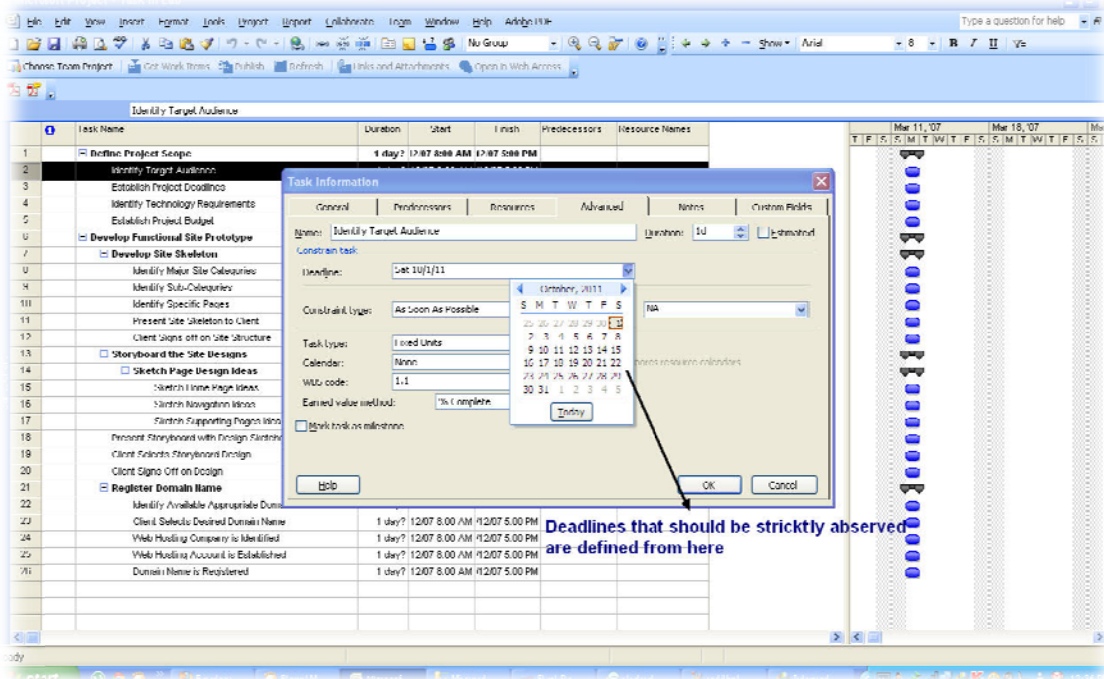 File Edit View Insert Format Tools Project Report Collaborate Team Window Help Adobe PDF
Type a question for help
No Group
Show
Arial
8
B I U
Choose Team Project Get Work Items Publish Refresh Links and Attachments Open in Web Access
Identify Target Audience
Task Name Duration Start Finish Predecessors Resource Names
Mar 11, '07 Mar 18, '07
T F S S M T W T F S S M T W T F S S
1 Define Project Scope 1 day? 12/07 8:00 AM 12/07 5:00 PM
2 Identify Target Audience
3 Establish Project Deadlines
4 Identify Technology Requirements
5 Establish Project Budget
6 Develop Functional Site Prototype
7 Develop Site Skeleton
8 Identify Major Site Categories
9 Identify Sub-Categories
10 Identify Specific Pages
11 Present Site Skeleton to Client
12 Client Signs off on Site Structure
13 Storyboard the Site Designs
14 Sketch Page Design Ideas
15 Sketch Home Page Ideas
16 Sketch Navigation Ideas
17 Sketch Supporting Pages Ideas
18 Present Storyboard with Design Sketche
19 Client Selects Storyboard Design
20 Client Signs Off on Design
21 Register Domain Name
22 Identify Available Appropriate Doma
23 Client Selects Desired Domain Name 1 day? 12/07 8:00 AM 12/07 5:00 PM
24 Web Hosting Company is Identified 1 day? 12/07 8:00 AM 12/07 5:00 PM
25 Web Hosting Account is Established 1 day? 12/07 8:00 AM 12/07 5:00 PM
26 Domain Name is Registered 1 day? 12/07 8:00 AM 12/07 5:00 PM
Task Information
General Predecessors Resources Advanced Notes Custom Fields
Name: Identify Target Audience Duration: 1d Estimated
Constrain task
Deadline: Sat 10/1/11
Constraint type: As Soon As Possible NA
Task type: Fixed Units
Calendar: None resource calendars
WBS code: 1.1
Earned value method: % Complete
Mark task as milestone
October, 2011
S M T W T F S
25 26 27 28 29 30 1
2 3 4 5 6 7 8
9 10 11 12 13 14 15
16 17 18 19 20 21 22
23 24 25 26 27 28 29
30 31 1 2 3 4 5
Today
Help OK Cancel
Deadlines that should be stricktly abserved
are defined from here